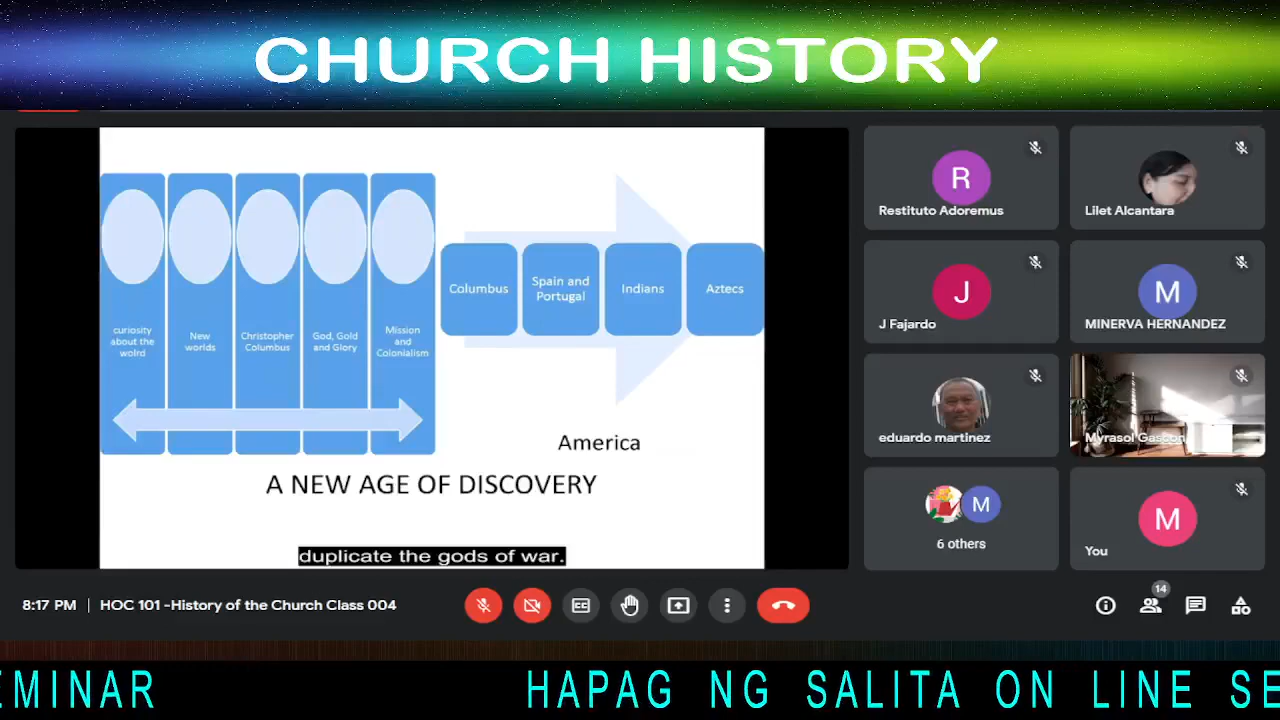 CHURCH HISTORY
curiosity
about the
wolrd
New
worlds
Christopher
Columbus
God, Gold
and Glory
Mission
and
Colonialism
Columbus
Spain and
Portugal
Indians
Aztecs
America
A NEW AGE OF DISCOVERY
duplicate the gods of war.
R
Restituto Adoremus
Lilet Alcantara
J
J Fajardo
M
MINERVA HERNANDEZ
eduardo martinez
Myrasol Gascon
M
6 others
M
You
8:17 PM | HOC 101 -History of the Church Class 004
CC
14
EMINAR HAPAG NG SALITA ON LINE SE